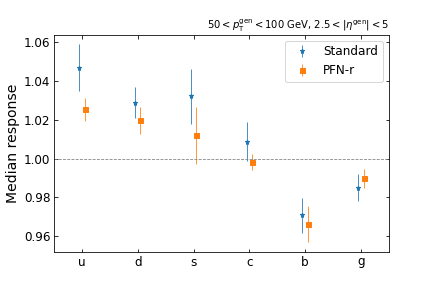 50 < p_T^gen < 100 GeV, 2.5 < |η^gen| < 5
Standard
PFN-r
Median response
1.06
1.04
1.02
1.00
0.98
0.96
u d s c b g